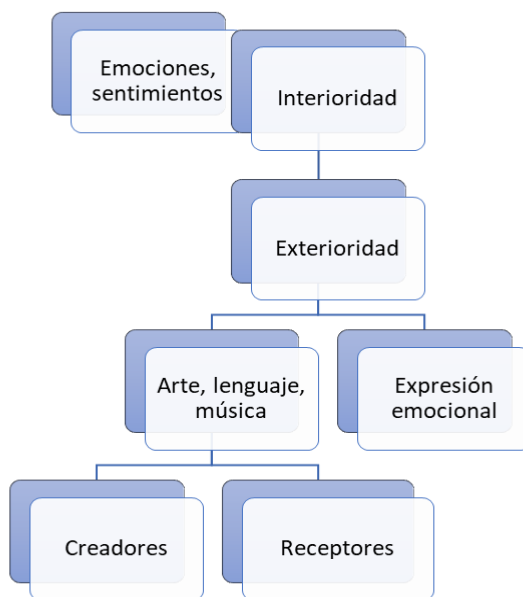 Emociones,
sentimientos
Interioridad
Exterioridad
Arte, lenguaje,
música
Expresión
emocional
Creadores
Receptores